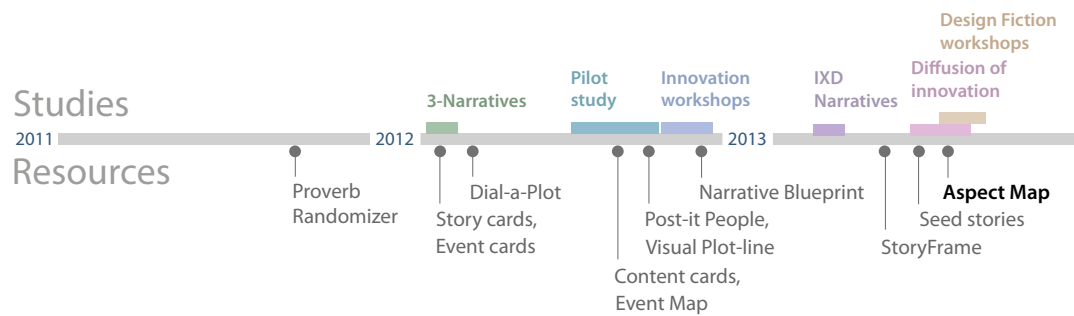 Design Fiction
workshops
Pilot
study
Innovation
workshops
IXD
Narratives
Diffusion of
innovation
3-Narratives
Studies
2011
2012
2013
Resources
Proverb
Randomizer
Dial-a-Plot
Story cards,
Event cards
Narrative Blueprint
Post-it People,
Visual Plot-line
Content cards,
Event Map
Aspect Map
Seed stories
StoryFrame